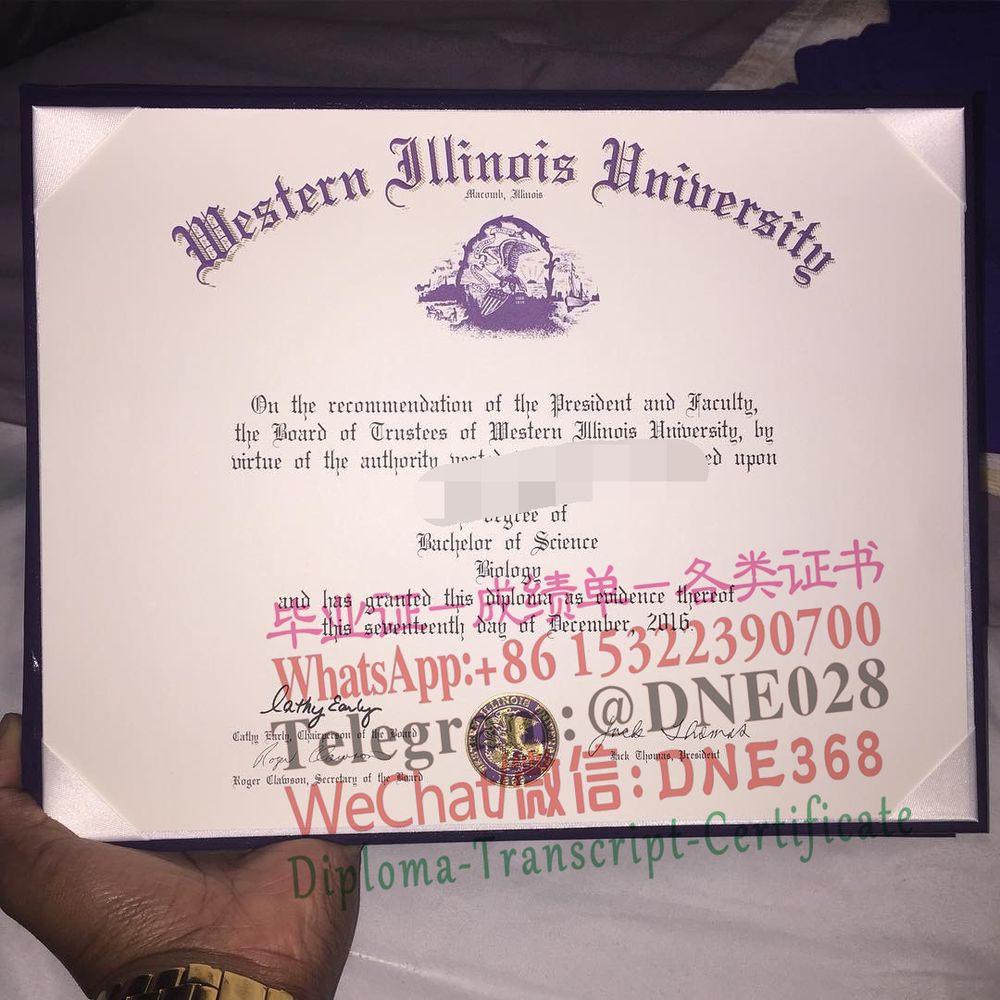 Western Illinois University
Macomb, Illinois
On the recommendation of the President and Faculty,
the Board of Trustees of Western Illinois University, by
virtue of the authority upon
degree of
Bachelor of Science
Biology
毕业证—成绩单—各类证书
and has granted this diploma as evidence thereof
this seventeenth day of December, 2016.
WhatsApp:+86 15322390700
Cathy Early
Telegram:@DNE028
Cathy Early, Chairperson of the Board
Roger Clawson
Jack Thomas
Jack Thomas, President
Roger Clawson, Secretary of the Board
WeChat/微信:DNE368
Diploma-Transcript-Certificate